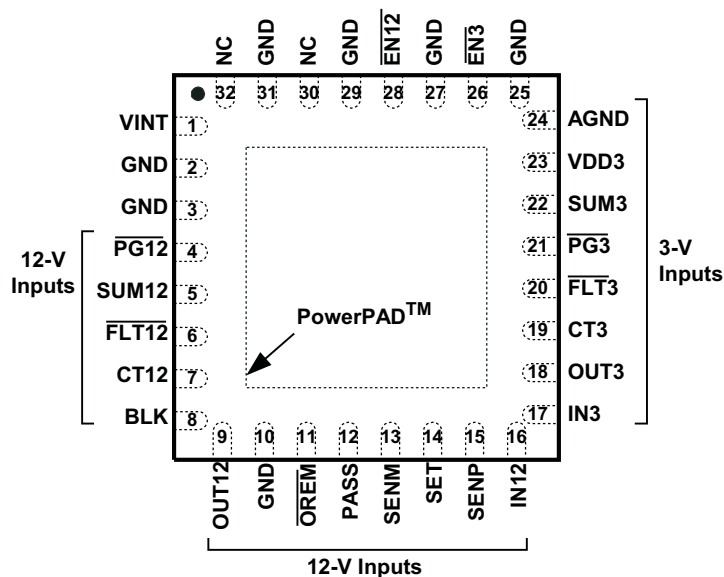 NC GND NC GND EN12 GND EN3 GND
32 31 30 29 28 27 26 25
VINT 1
GND 2
GND 3
PG12 4
SUM12 5
FLT12 6
CT12 7
BLK 8
12-V
Inputs
PowerPAD™
24 AGND
23 VDD3
22 SUM3
21 PG3
20 FLT3
19 CT3
18 OUT3
17 IN3
3-V
Inputs
9 10 11 12 13 14 15 16
OUT12 GND OREM PASS SENM SET SENP IN12
12-V Inputs